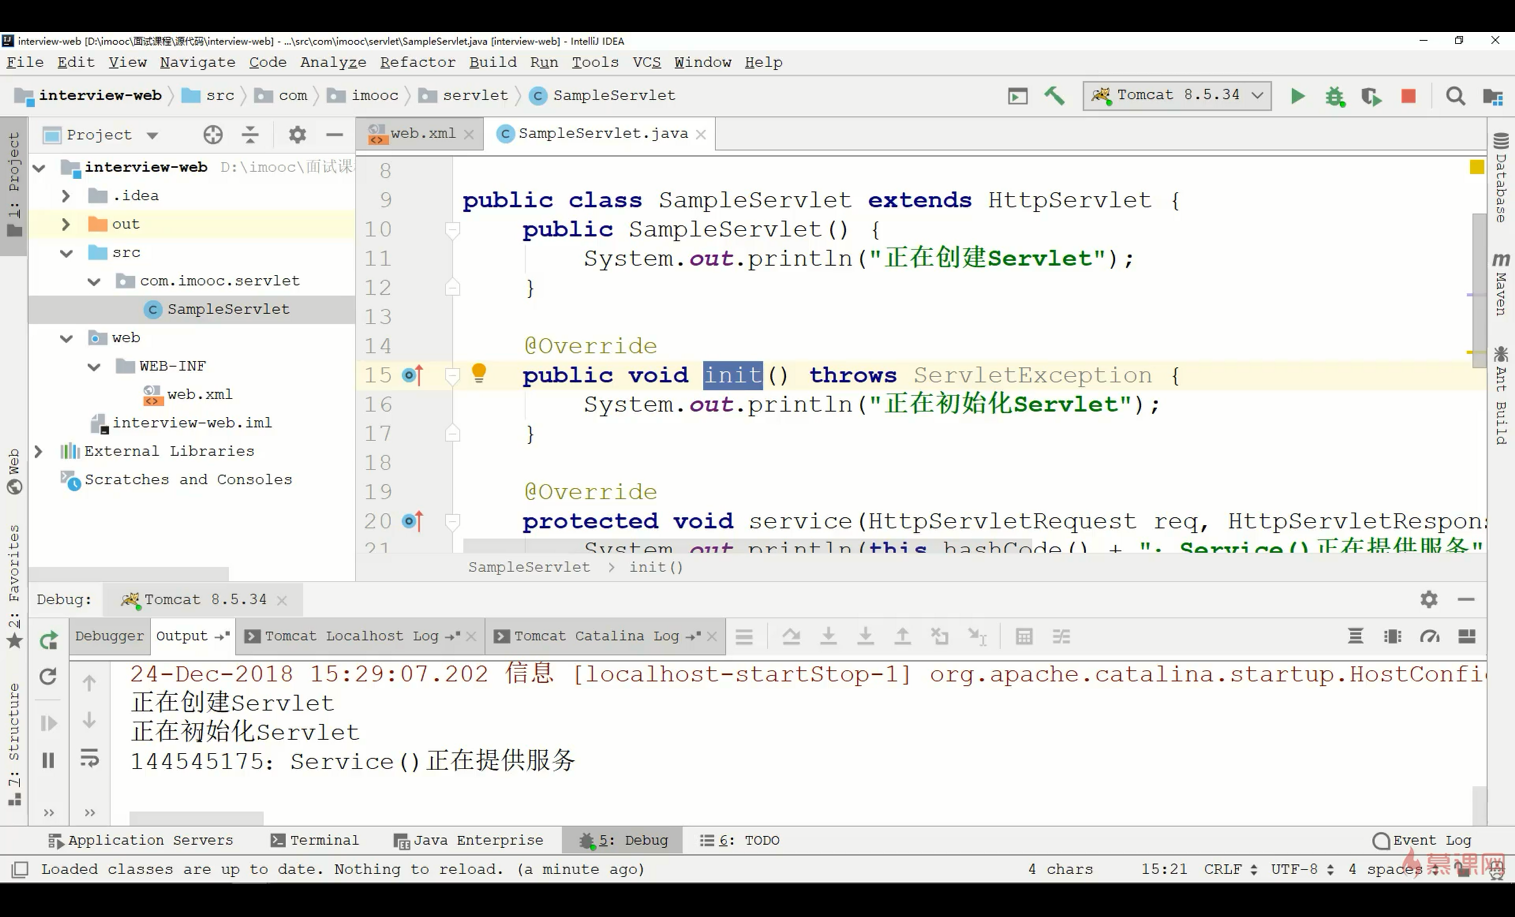 interview-web [D:\imooc\面试课程\源代码\interview-web] - ...\src\com\imooc\servlet\SampleServlet.java [interview-web] - IntelliJ IDEA
File Edit View Navigate Code Analyze Refactor Build Run Tools VCS Window Help
interview-web src com imooc servlet SampleServlet Tomcat 8.5.34
1: Project
Project
web.xml
SampleServlet.java
interview-web D:\imooc\面试课
.idea
out
src
com.imooc.servlet
SampleServlet
web
WEB-INF
web.xml
interview-web.iml
External Libraries
Scratches and Consoles
8
9 public class SampleServlet extends HttpServlet {
10 public SampleServlet() {
11 System.out.println("正在创建Servlet");
12 }
13
14 @Override
15 public void init() throws ServletException {
16 System.out.println("正在初始化Servlet");
17 }
18
19 @Override
20 protected void service(HttpServletRequest req, HttpServletRespon
21 System.out.println(this.hashCode() + ": Service()正在提供服务"
SampleServlet > init()
Database
Maven
Ant Build
Web
2: Favorites
7: Structure
Debug: Tomcat 8.5.34
Debugger Output Tomcat Localhost Log Tomcat Catalina Log
24-Dec-2018 15:29:07.202 信息 [localhost-startStop-1] org.apache.catalina.startup.HostConfi
正在创建Servlet
正在初始化Servlet
144545175: Service()正在提供服务
Application Servers Terminal Java Enterprise 5: Debug 6: TODO Event Log
Loaded classes are up to date. Nothing to reload. (a minute ago) 4 chars 15:21 CRLF UTF-8 4 spaces
慕课网